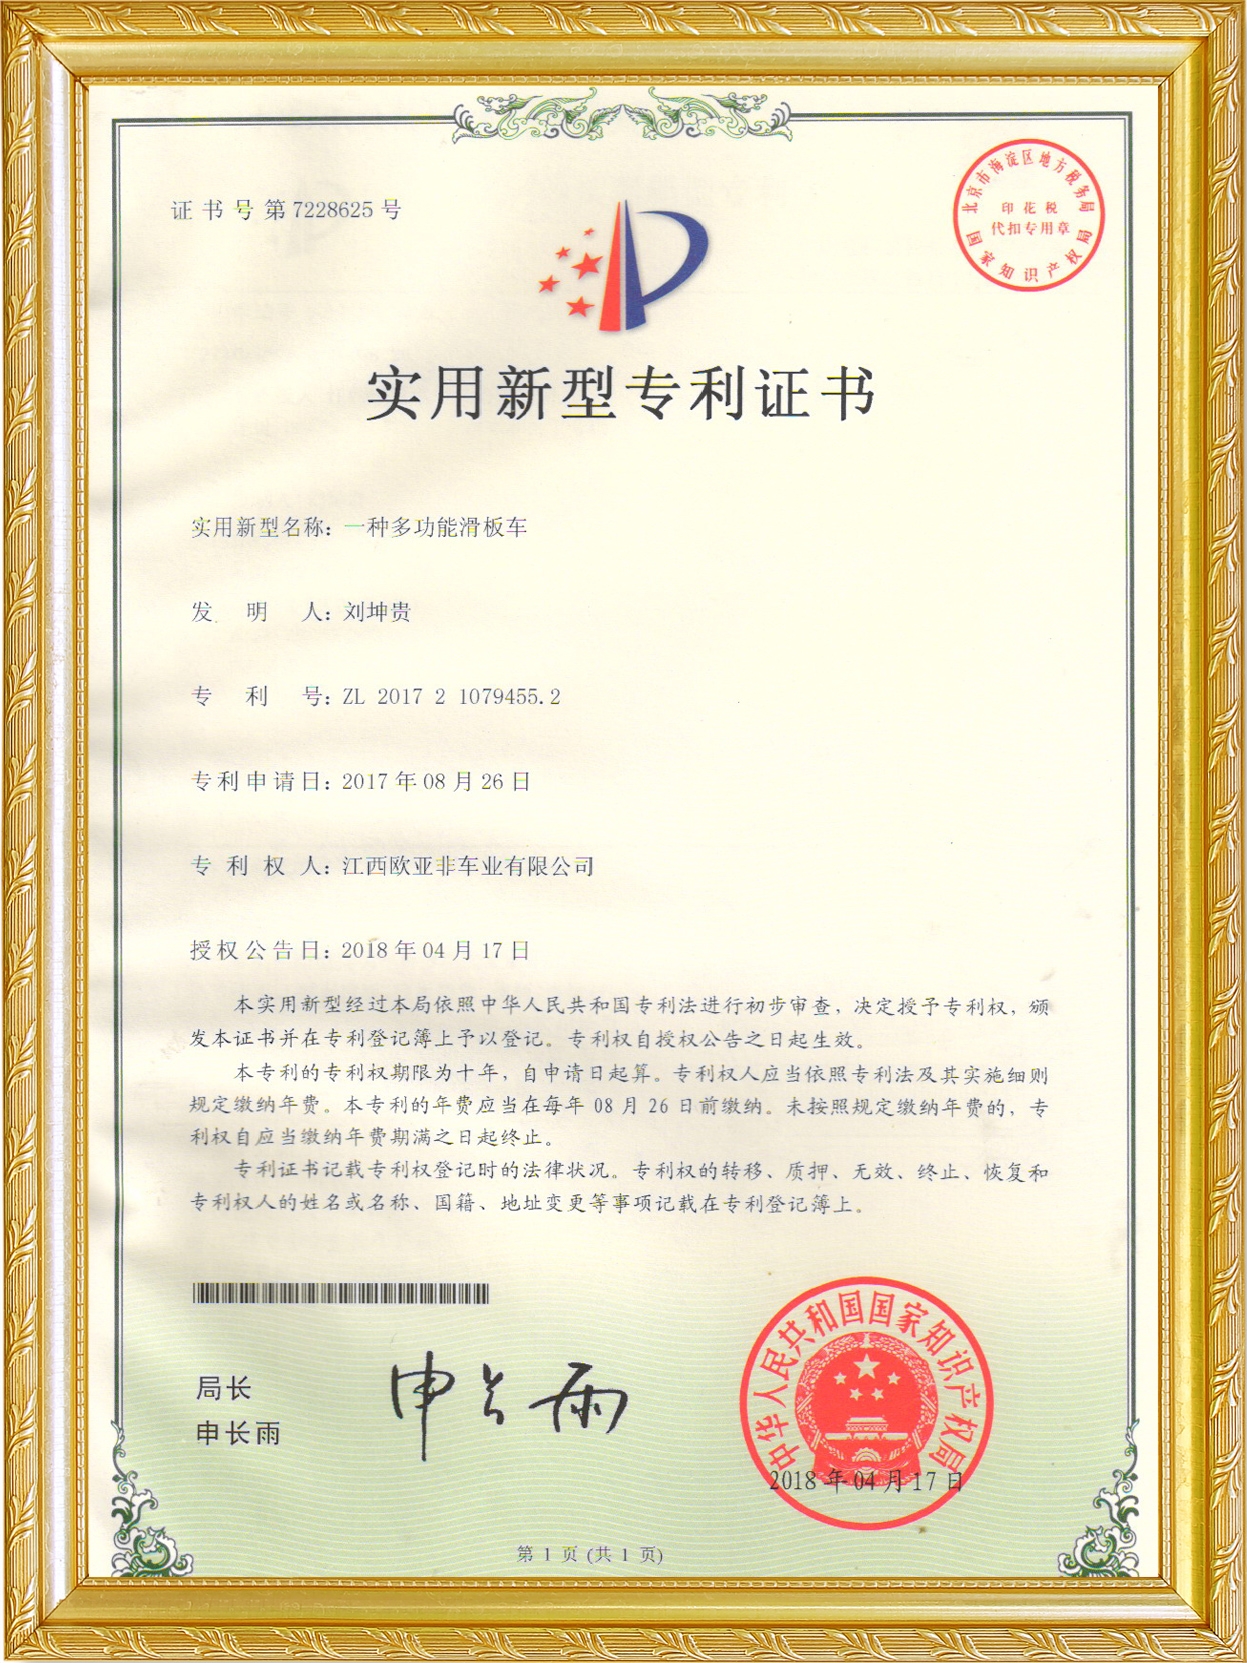 证书号第7228625号
北京市海淀区地方税务局
印花税
代扣专用章
国家知识产权局
实用新型专利证书
实用新型名称：一种多功能滑板车
发明人：刘坤贵
专利号：ZL 2017 2 1079455.2
专利申请日：2017年08月26日
专利权人：江西欧亚非车业有限公司
授权公告日：2018年04月17日
本实用新型经过本局依照中华人民共和国专利法进行初步审查，决定授予专利权，颁
发本证书并在专利登记簿上予以登记。专利权自授权公告之日起生效。
本专利的专利权期限为十年，自申请日起算。专利权人应当依照专利法及其实施细则
规定缴纳年费。本专利的年费应当在每年08月26日前缴纳。未按照规定缴纳年费的，专
利权自应当缴纳年费期满之日起终止。
专利证书记载专利权登记时的法律状况。专利权的转移、质押、无效、终止、恢复和
专利权人的姓名或名称、国籍、地址变更等事项记载在专利登记簿上。
局长
申长雨
申长雨
中华人民共和国国家知识产权局
2018年04月17日
第1页(共1页)